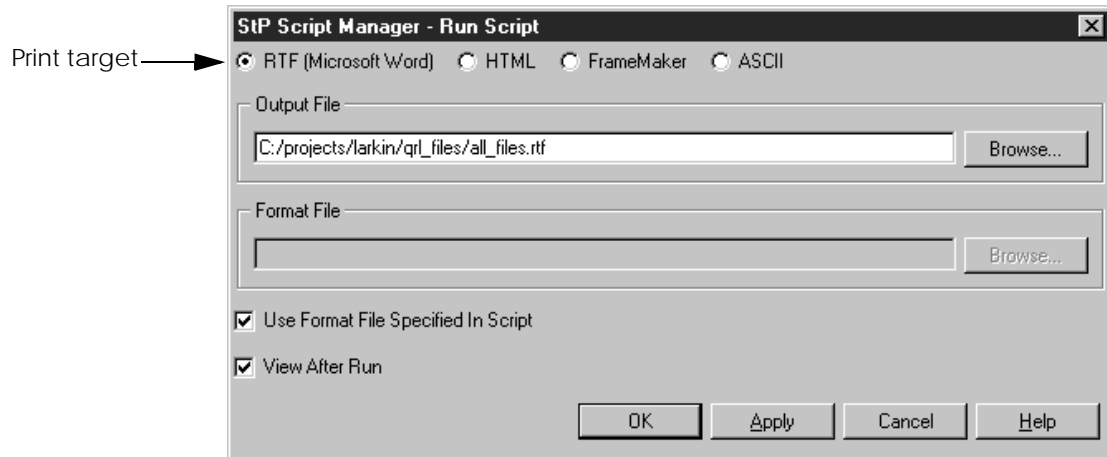 StP Script Manager - Run Script
Print target
RTF (Microsoft Word) HTML FrameMaker ASCII
Output File
C:/projects/larkin/qrl_files/all_files.rtf Browse...
Format File
Browse...
Use Format File Specified In Script
View After Run
OK Apply Cancel Help